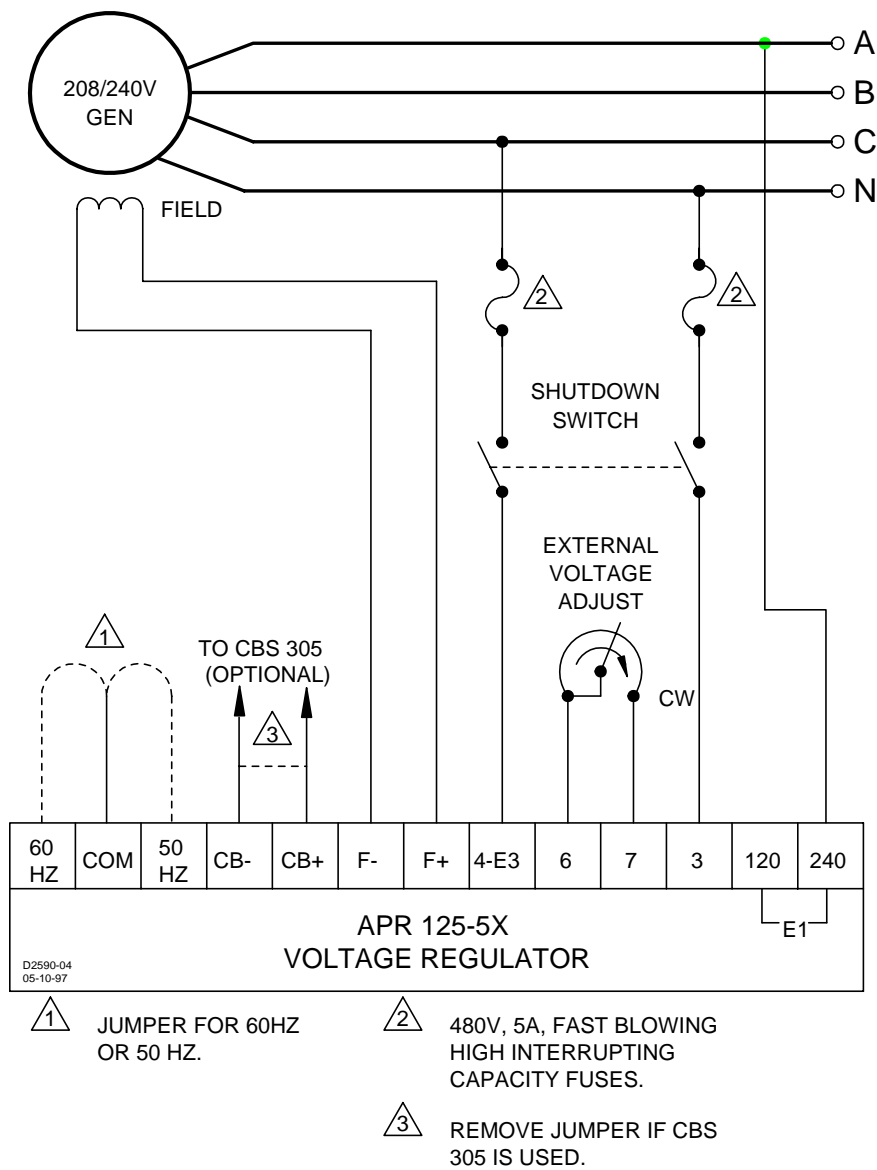 A
208/240V
GEN
B
C
N
FIELD
2
2
SHUTDOWN
SWITCH
EXTERNAL
VOLTAGE
ADJUST
1
TO CBS 305
(OPTIONAL)
3
CW
60
HZ
COM
50
HZ
CB-
CB+
F-
F+
4-E3
6
7
3
120
240
E1
APR 125-5X
VOLTAGE REGULATOR
D2590-04
05-10-97
1
JUMPER FOR 60HZ
OR 50 HZ.
2
480V, 5A, FAST BLOWING
HIGH INTERRUPTING
CAPACITY FUSES.
3
REMOVE JUMPER IF CBS
305 IS USED.